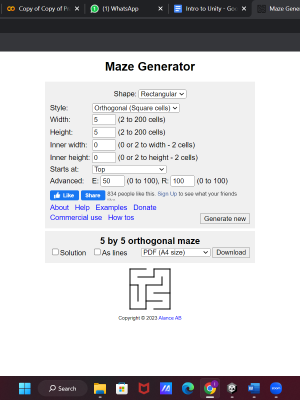 Copy of Copy of P
(1) WhatsApp
Intro to Unity - Go
Maze Gene
Maze Generator
Shape: Rectangular
Style: Orthogonal (Square cells)
Width: 5 (2 to 200 cells)
Height: 5 (2 to 200 cells)
Inner width: 0 (0 or 2 to width - 2 cells)
Inner height: 0 (0 or 2 to height - 2 cells)
Starts at: Top
Advanced: E: 50 (0 to 100), R: 100 (0 to 100)
Like Share 834 people like this. Sign Up to see what your friends
About Help Examples Donate
Commercial use How tos Generate new
5 by 5 orthogonal maze
Solution As lines PDF (A4 size) Download
Copyright © 2023 Alance AB
Search